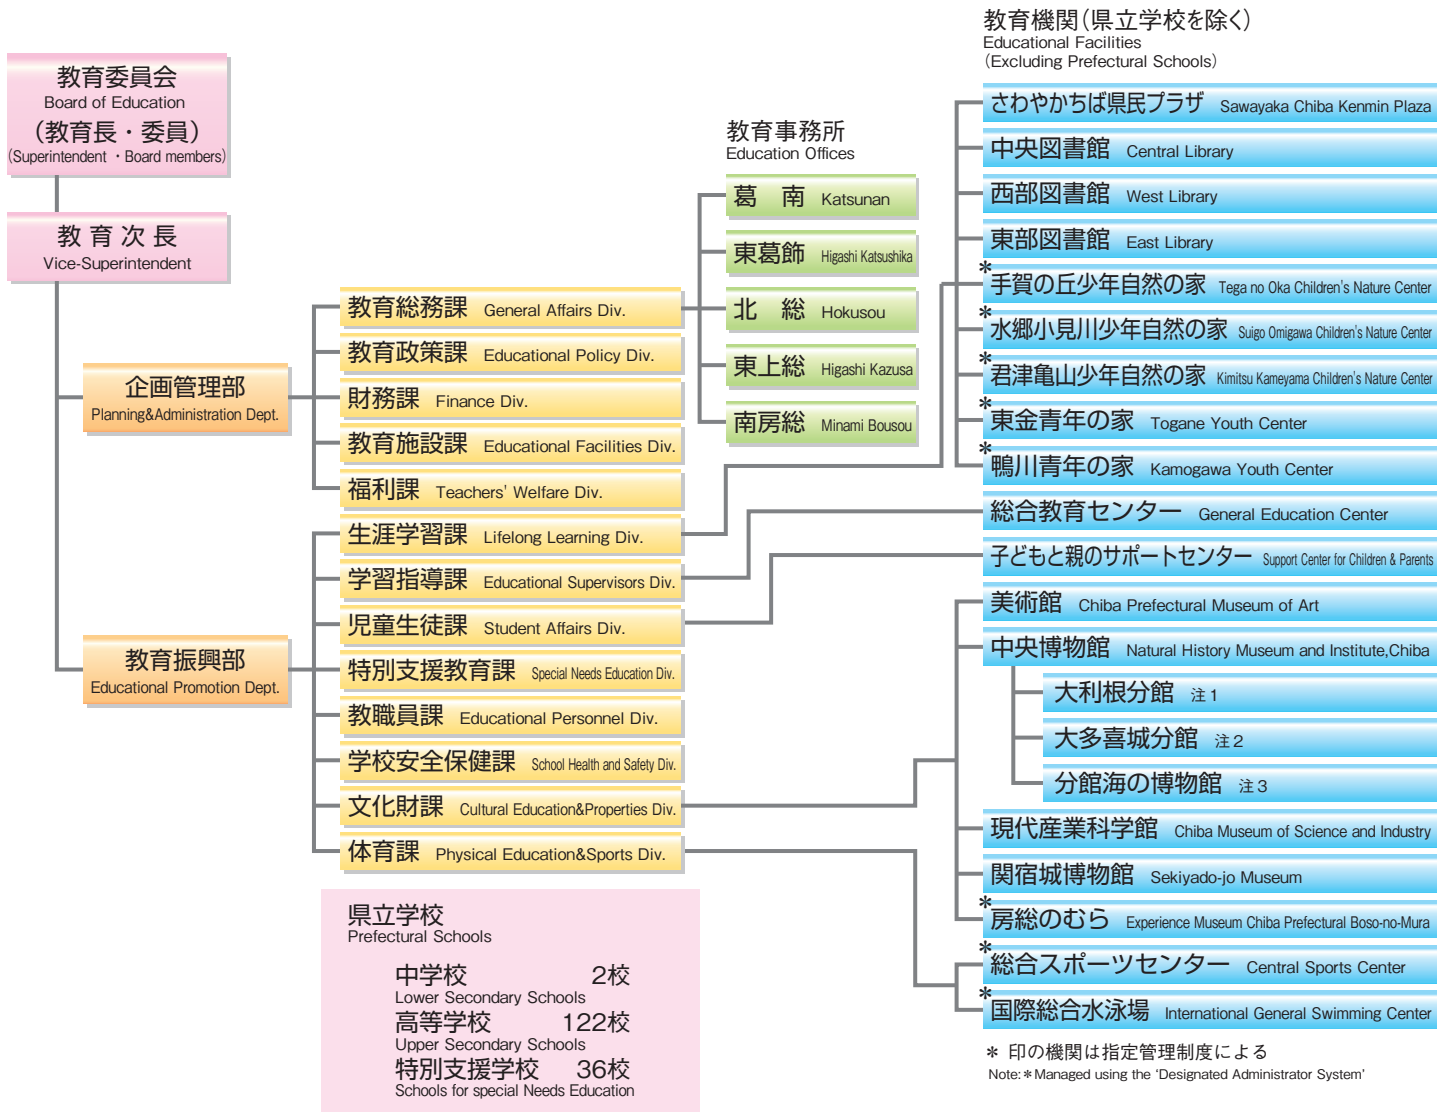 教育委員会
Board of Education
（教育長・委員）
(Superintendent ・Board members)
教 育 次 長
Vice-Superintendent
企画管理部
Planning&Administration Dept.
教育振興部
Educational Promotion Dept.
教育総務課 General Affairs Div.
教育政策課 Educational Policy Div.
財務課 Finance Div.
教育施設課 Educational Facilities Div.
福利課 Teachers' Welfare Div.
生涯学習課 Lifelong Learning Div.
学習指導課 Educational Supervisors Div.
児童生徒課 Student Affairs Div.
特別支援教育課 Special Needs Education Div.
教職員課 Educational Personnel Div.
学校安全保健課 School Health and Safety Div.
文化財課 Cultural Education&Properties Div.
体育課 Physical Education&Sports Div.
県立学校
Prefectural Schools
中学校 2校
Lower Secondary Schools
高等学校 122校
Upper Secondary Schools
特別支援学校 36校
Schools for special Needs Education
教育事務所
Education Offices
葛　南 Katsunan
東葛飾 Higashi Katsushika
北　総 Hokusou
東上総 Higashi Kazusa
南房総 Minami Bousou
教育機関（県立学校を除く）
Educational Facilities
（Excluding Prefectural Schools）
さわやかちば県民プラザ Sawayaka Chiba Kenmin Plaza
中央図書館 Central Library
西部図書館 West Library
東部図書館 East Library
＊手賀の丘少年自然の家 Tega no Oka Children's Nature Center
＊水郷小見川少年自然の家 Suigo Omigawa Children's Nature Center
＊君津亀山少年自然の家 Kimitsu Kameyama Children's Nature Center
＊東金青年の家 Togane Youth Center
＊鴨川青年の家 Kamogawa Youth Center
総合教育センター General Education Center
子どもと親のサポートセンター Support Center for Children & Parents
美術館 Chiba Prefectural Museum of Art
中央博物館 Natural History Museum and Institute,Chiba
大利根分館 注1
大多喜城分館 注2
分館海の博物館 注3
現代産業科学館 Chiba Museum of Science and Industry
関宿城博物館 Sekiyado-jo Museum
＊房総のむら Experience Museum Chiba Prefectural Boso-no-Mura
＊総合スポーツセンター Central Sports Center
＊国際総合水泳場 International General Swimming Center
＊ 印の機関は指定管理制度による
Note:＊Managed using the ‘Designated Administrator System’